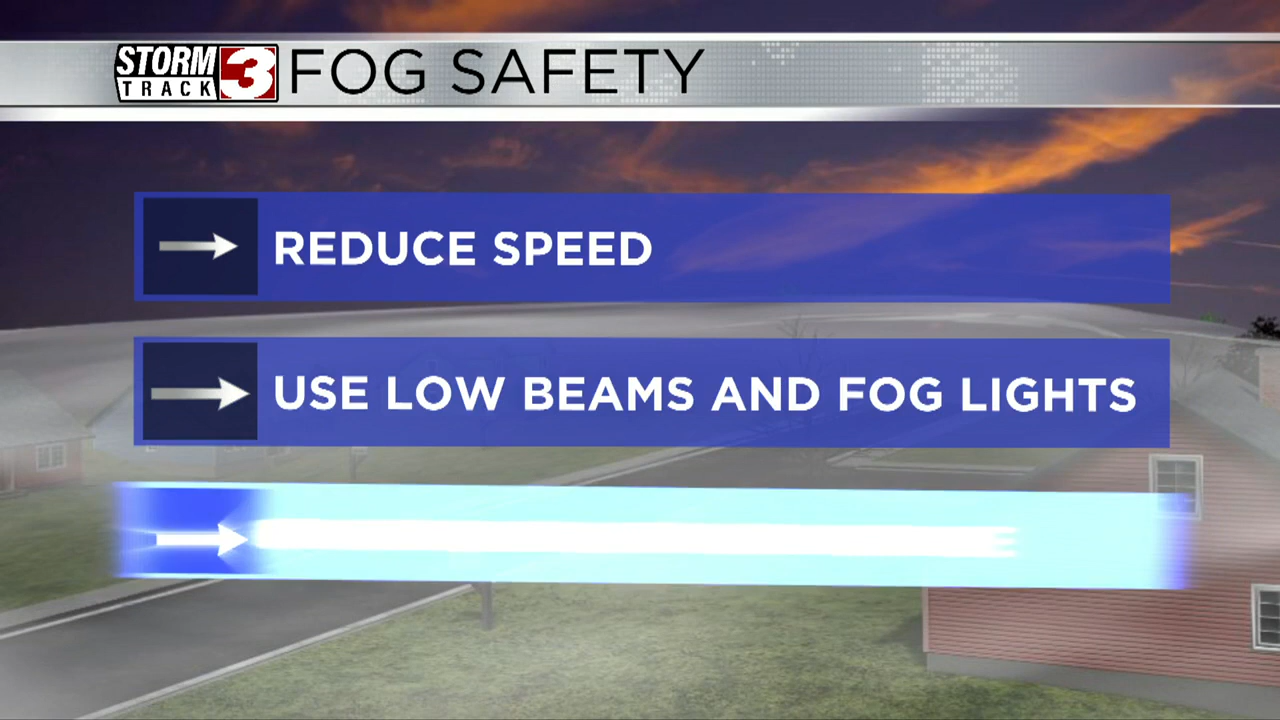 STORM
TRACK
3
FOG SAFETY
REDUCE SPEED
USE LOW BEAMS AND FOG LIGHTS